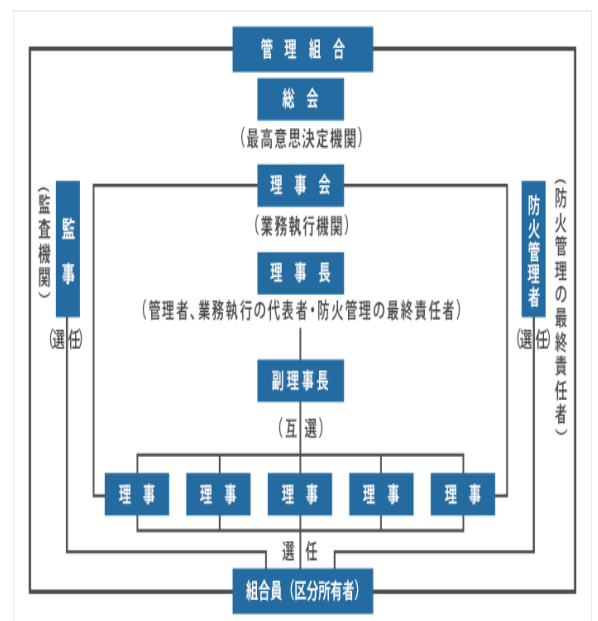 管理組合
総会
(最高意思決定機関)
理事会
(業務執行機関)
理事長
(管理者、業務執行の代表者・防火管理の最終責任者)
副理事長
(互選)
監事
(監査機関)
(選任)
防火管理者
(防火管理の最終責任者)
(選任)
理事
理事
理事
理事
理事
選任
組合員(区分所有者)